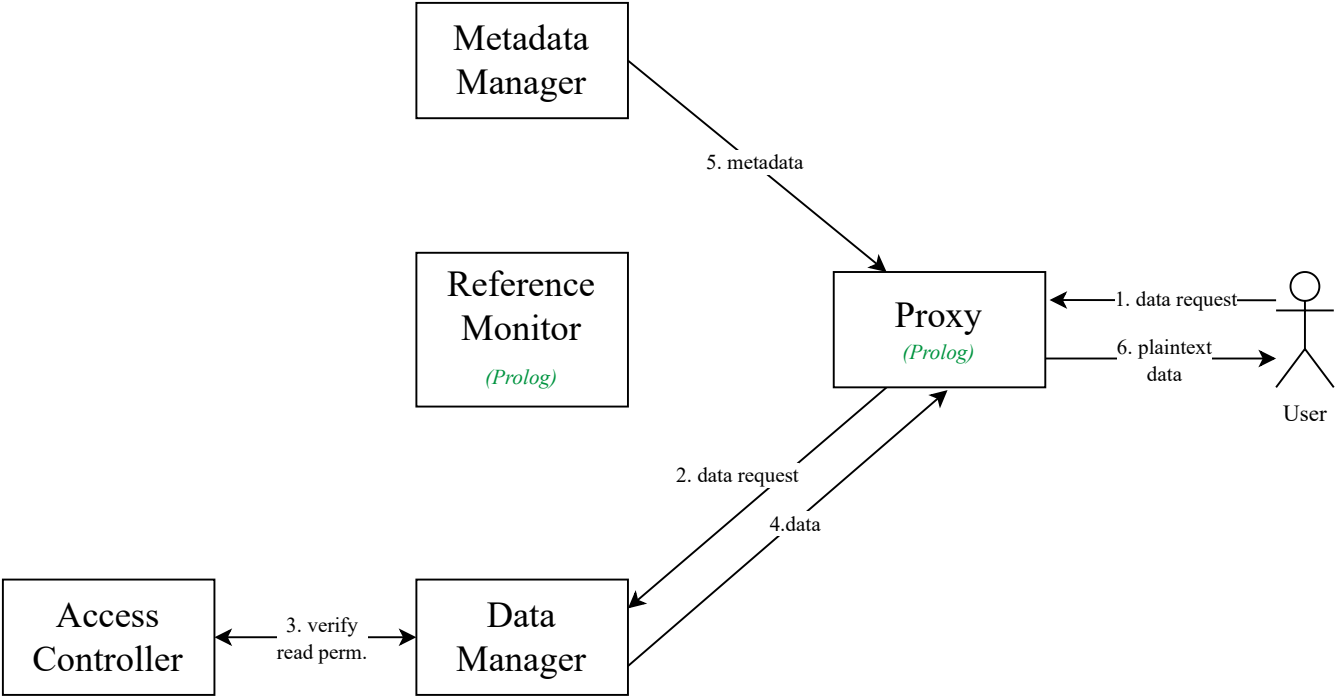 Metadata
Manager
5. metadata
Reference
Monitor
(Prolog)
Proxy
(Prolog)
1. data request
6. plaintext
data
User
2. data request
4.data
Access
Controller
3. verify
read perm.
Data
Manager